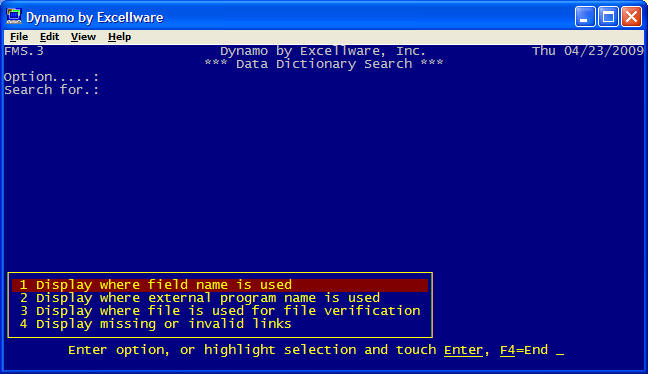 Dynamo by Excellware
File Edit View Help
FMS.3 Dynamo by Excellware, Inc. Thu 04/23/2009
*** Data Dictionary Search ***
Option.....:
Search for.:
1 Display where field name is used
2 Display where external program name is used
3 Display where file is used for file verification
4 Display missing or invalid links
Enter option, or highlight selection and touch Enter, F4=End _